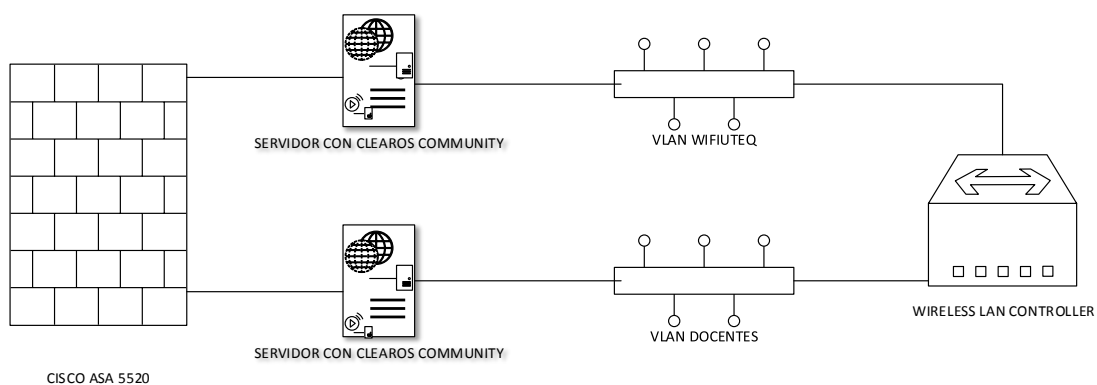 SERVIDOR CON CLEAROS COMMUNITY
VLAN WIFIUTEQ
SERVIDOR CON CLEAROS COMMUNITY
VLAN DOCENTES
WIRELESS LAN CONTROLLER
CISCO ASA 5520